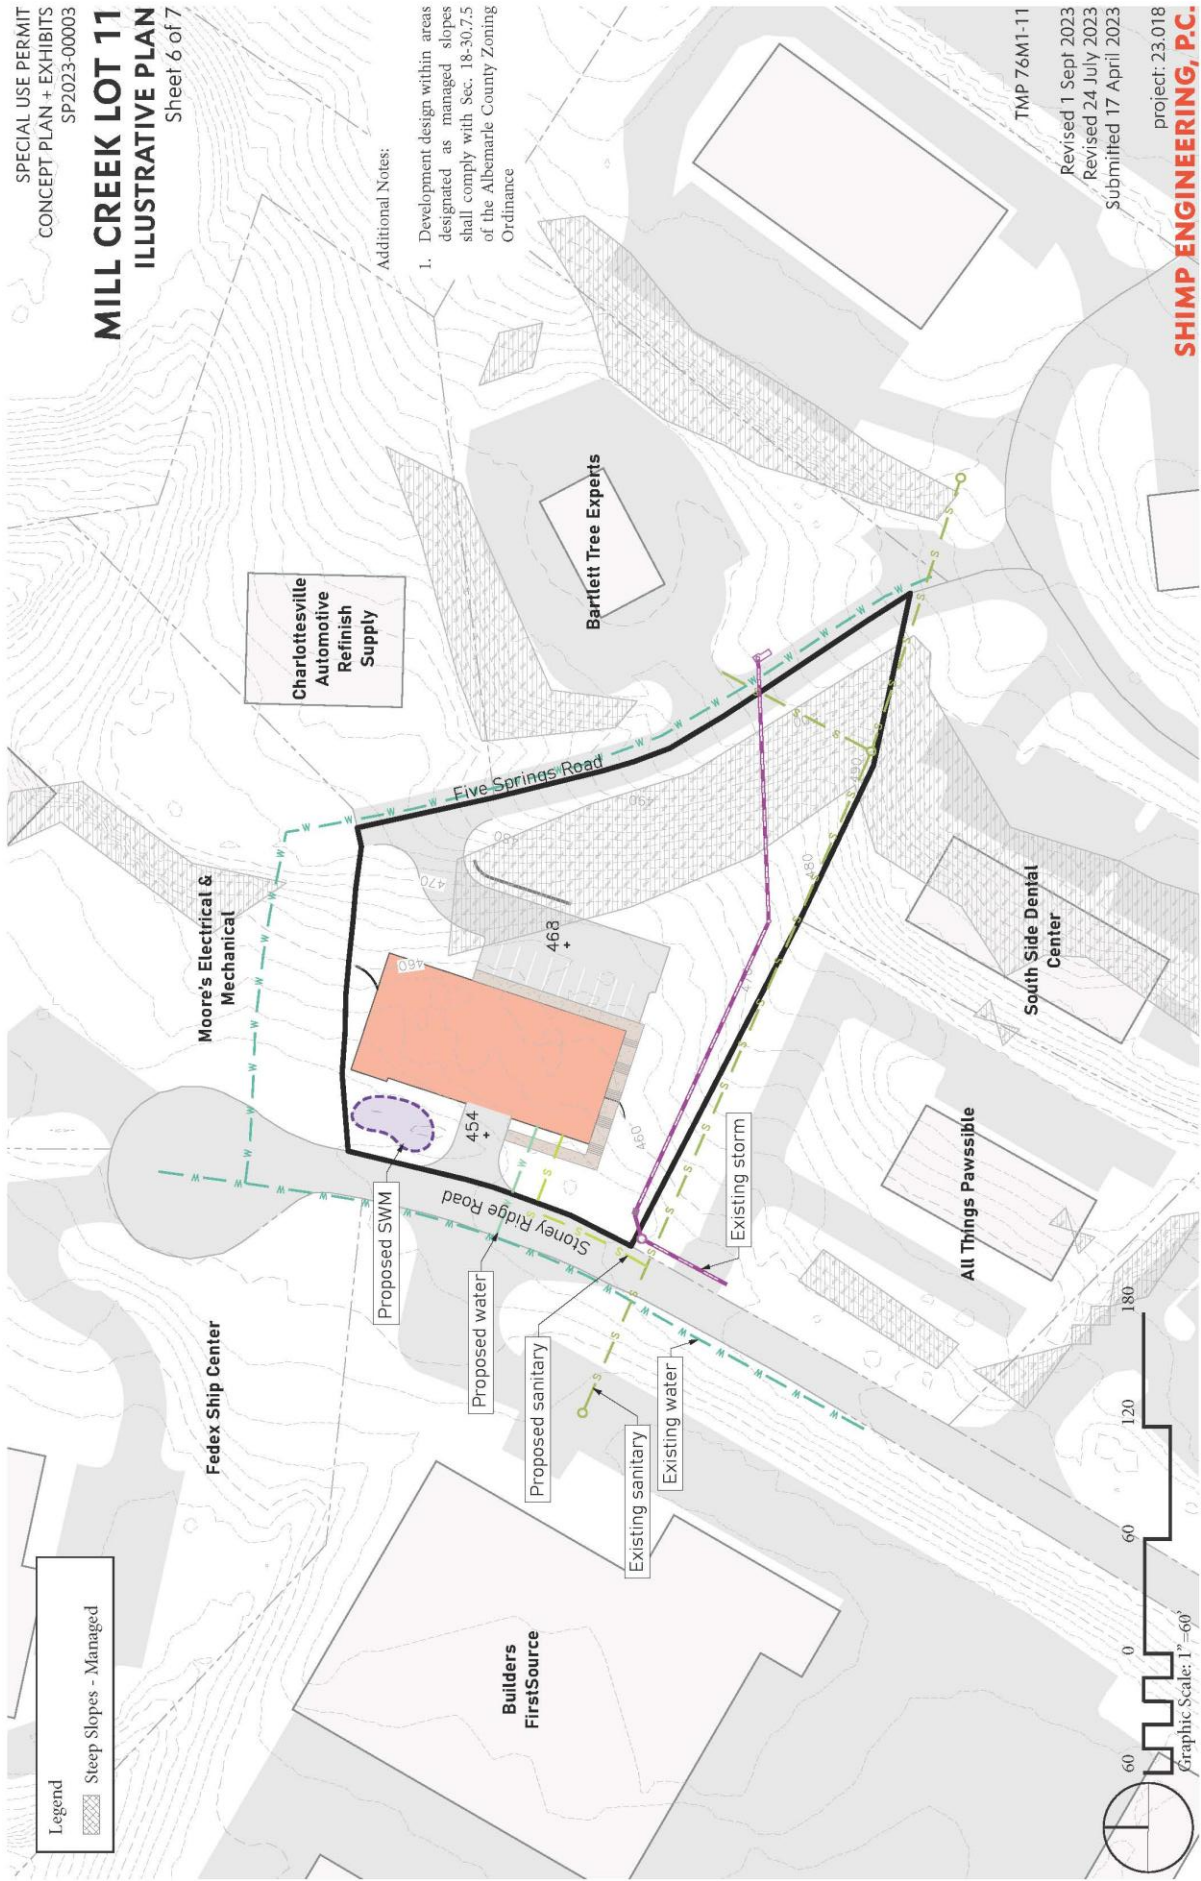 SPECIAL USE PERMIT
CONCEPT PLAN + EXHIBITS
SP2023-00003
MILL CREEK LOT 11
ILLUSTRATIVE PLAN
Sheet 6 of 7
Additional Notes:
1. Development design within areas
designated as managed slopes
shall comply with Sec. 18-30.7.5
of the Albemarle County Zoning
Ordinance
TMP 76M1-11
Revised 1 Sept 2023
Revised 24 July 2023
Submitted 17 April 2023
project: 23.018
SHIMP ENGINEERING, P.C.
Legend
Steep Slopes - Managed
Fedex Ship Center
Moore's Electrical &
Mechanical
Charlottesville
Automotive
Refinish
Supply
Bartlett Tree Experts
Five Springs Road
Stoney Ridge Road
Builders
FirstSource
All Things Pawssible
South Side Dental
Center
Proposed SWM
Proposed water
Proposed sanitary
Existing sanitary
Existing water
Existing storm
454
+
468
+
460
460
470
480
490
480
60
0
60
120
180
Graphic Scale: 1"=60'